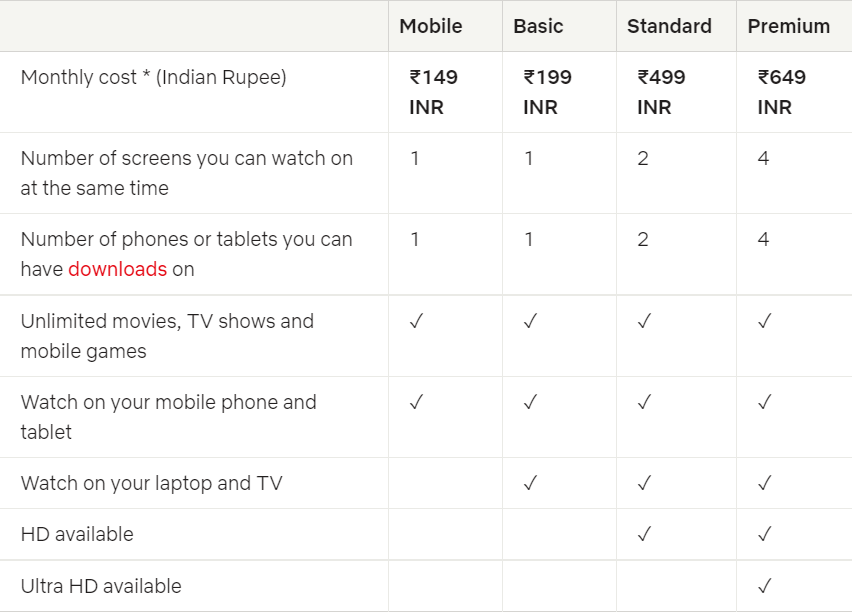 Mobile Basic Standard Premium
Monthly cost * (Indian Rupee) ₹149 ₹199 ₹499 ₹649
INR INR INR INR
Number of screens you can watch on 1 1 2 4
at the same time
Number of phones or tablets you can 1 1 2 4
have downloads on
Unlimited movies, TV shows and ✓ ✓ ✓ ✓
mobile games
Watch on your mobile phone and ✓ ✓ ✓ ✓
tablet
Watch on your laptop and TV ✓ ✓ ✓
HD available ✓ ✓
Ultra HD available ✓